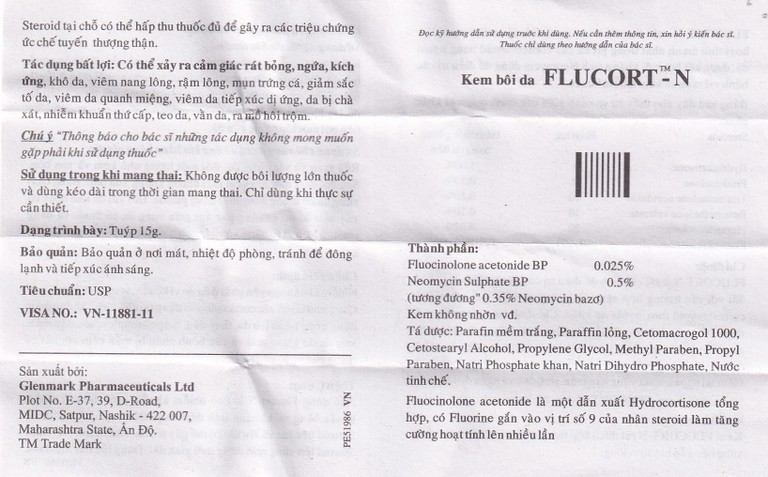 Steroid tại chỗ có thể hấp thu thuốc đủ để gây ra các triệu chứng
ức chế tuyến thượng thận.
Tác dụng bất lợi: Có thể xảy ra cảm giác rát bỏng, ngứa, kích
ứng, khô da, viêm nang lông, rậm lông, mụn trứng cá, giảm sắc
tố da, viêm da quanh miệng, viêm da tiếp xúc dị ứng, da bị chà
xát, nhiễm khuẩn thứ cấp, teo da, vằn da, ra mồ hôi trộm.
Chú ý "Thông báo cho bác sĩ những tác dụng không mong muốn
gặp phải khi sử dụng thuốc"
Sử dụng trong khi mang thai: Không được bôi lượng lớn thuốc
và dùng kéo dài trong thời gian mang thai. Chỉ dùng khi thực sự
cần thiết.
Dạng trình bày: Tuýp 15g.
Bảo quản: Bảo quản ở nơi mát, nhiệt độ phòng, tránh để đông
lạnh và tiếp xúc ánh sáng.
Tiêu chuẩn: USP
VISA NO.: VN-11881-11
Sản xuất bởi:
Glenmark Pharmaceuticals Ltd
Plot No. E-37, 39, D-Road,
MIDC, Satpur, Nashik - 422 007,
Maharashtra State, Ấn Độ.
TM Trade Mark
PE51986 VN
Đọc kỹ hướng dẫn sử dụng trước khi dùng. Nếu cần thêm thông tin, xin hỏi ý kiến bác sĩ.
Thuốc chỉ dùng theo hướng dẫn của bác sĩ.
Kem bôi da FLUCORT™-N
Thành phần:
Fluocinolone acetonide BP 0.025%
Neomycin Sulphate BP 0.5%
(tương đương" 0.35% Neomycin bazơ)
Kem không nhờn vđ.
Tá dược: Parafin mềm trắng, Paraffin lỏng, Cetomacrogol 1000,
Cetostearyl Alcohol, Propylene Glycol, Methyl Paraben, Propyl
Paraben, Natri Phosphate khan, Natri Dihydro Phosphate, Nước
tinh chế.
Fluocinolone acetonide là một dẫn xuất Hydrocortisone tổng
hợp, có Fluorine gắn vào vị trí số 9 của nhân steroid làm tăng
cường hoạt tính lên nhiều lần